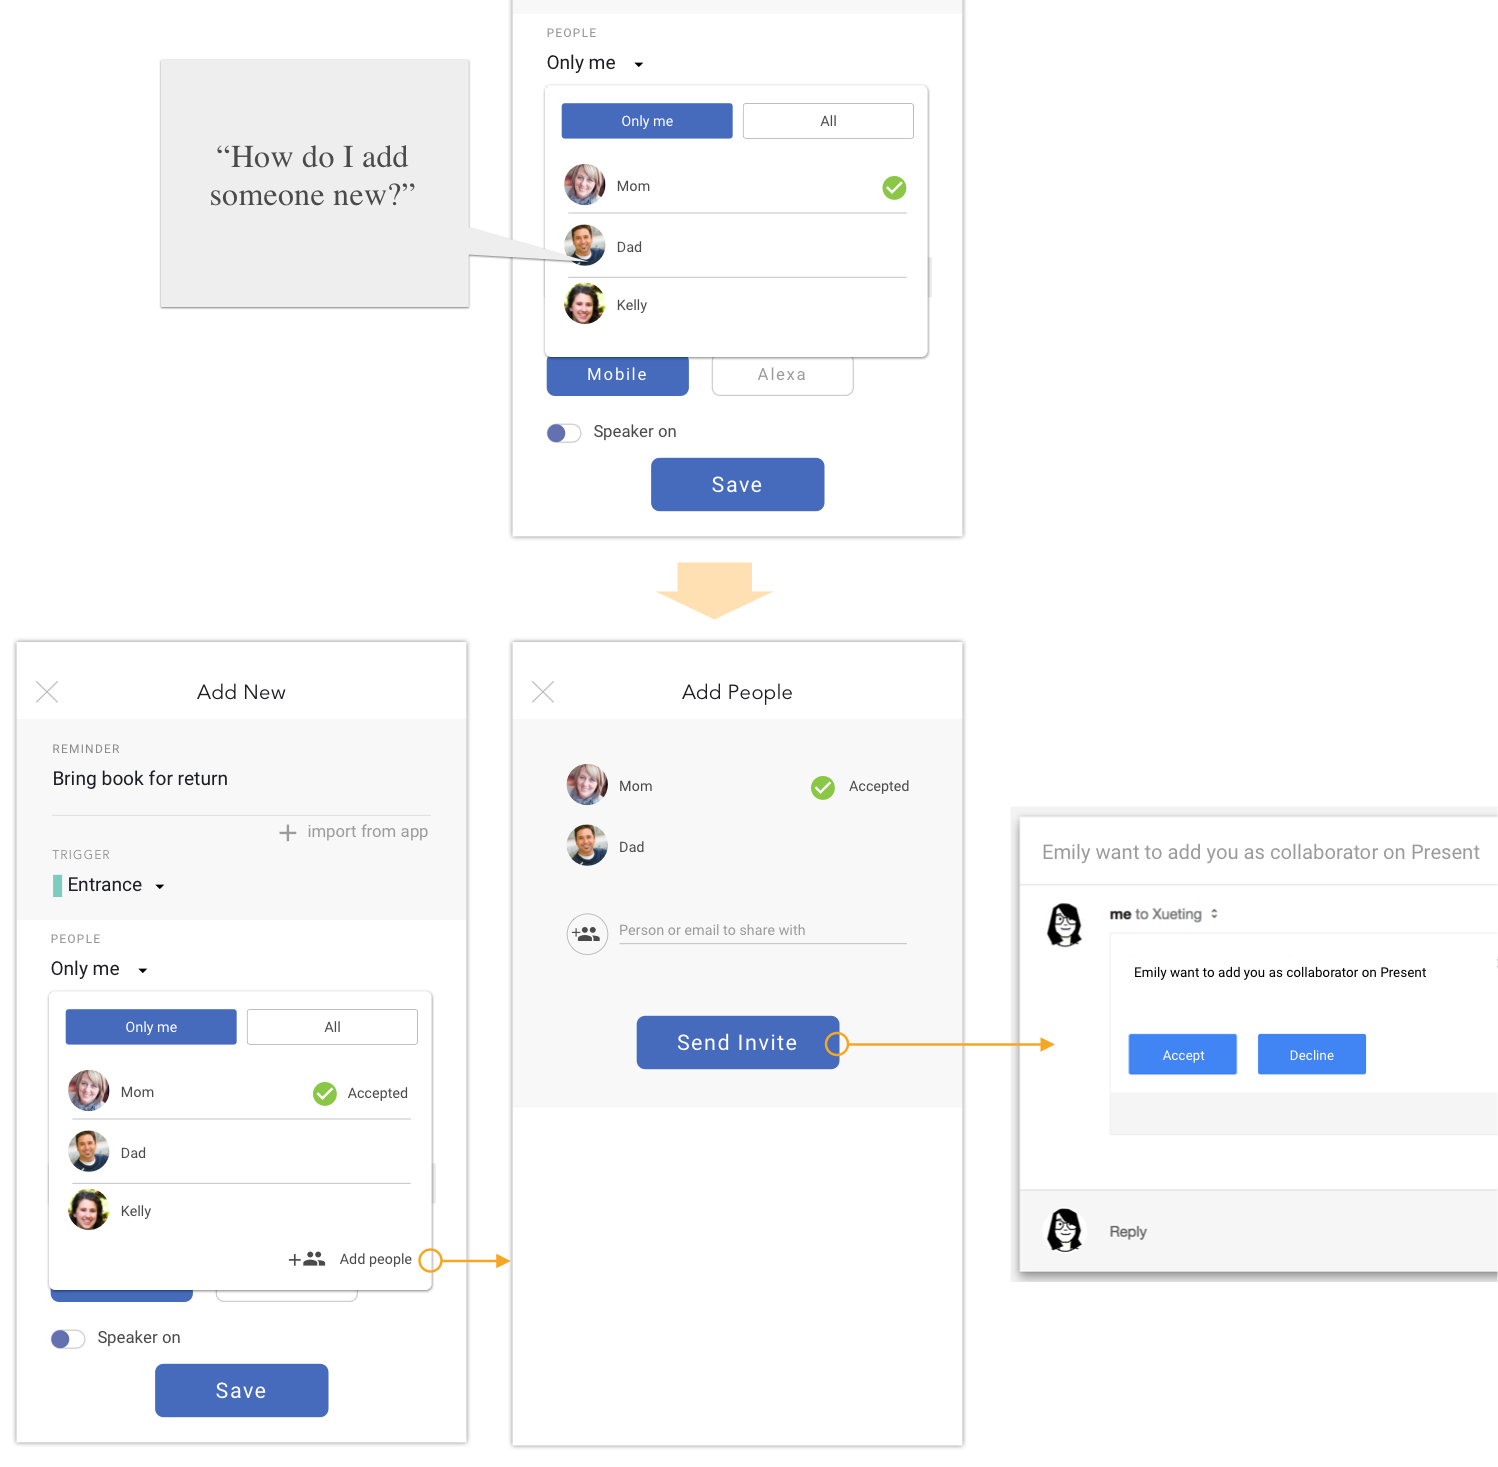 PEOPLE
Only me
Only me
All
Mom
Dad
Kelly
Mobile
Alexa
Speaker on
Save
“How do I add
someone new?”
Add New
REMINDER
Bring book for return
import from app
TRIGGER
Entrance
PEOPLE
Only me
Only me
All
Mom
Accepted
Dad
Kelly
Add people
Speaker on
Save
Add People
Mom
Accepted
Dad
Person or email to share with
Send Invite
Emily want to add you as collaborator on Present
me to Xueting
Emily want to add you as collaborator on Present
Accept
Decline
Reply